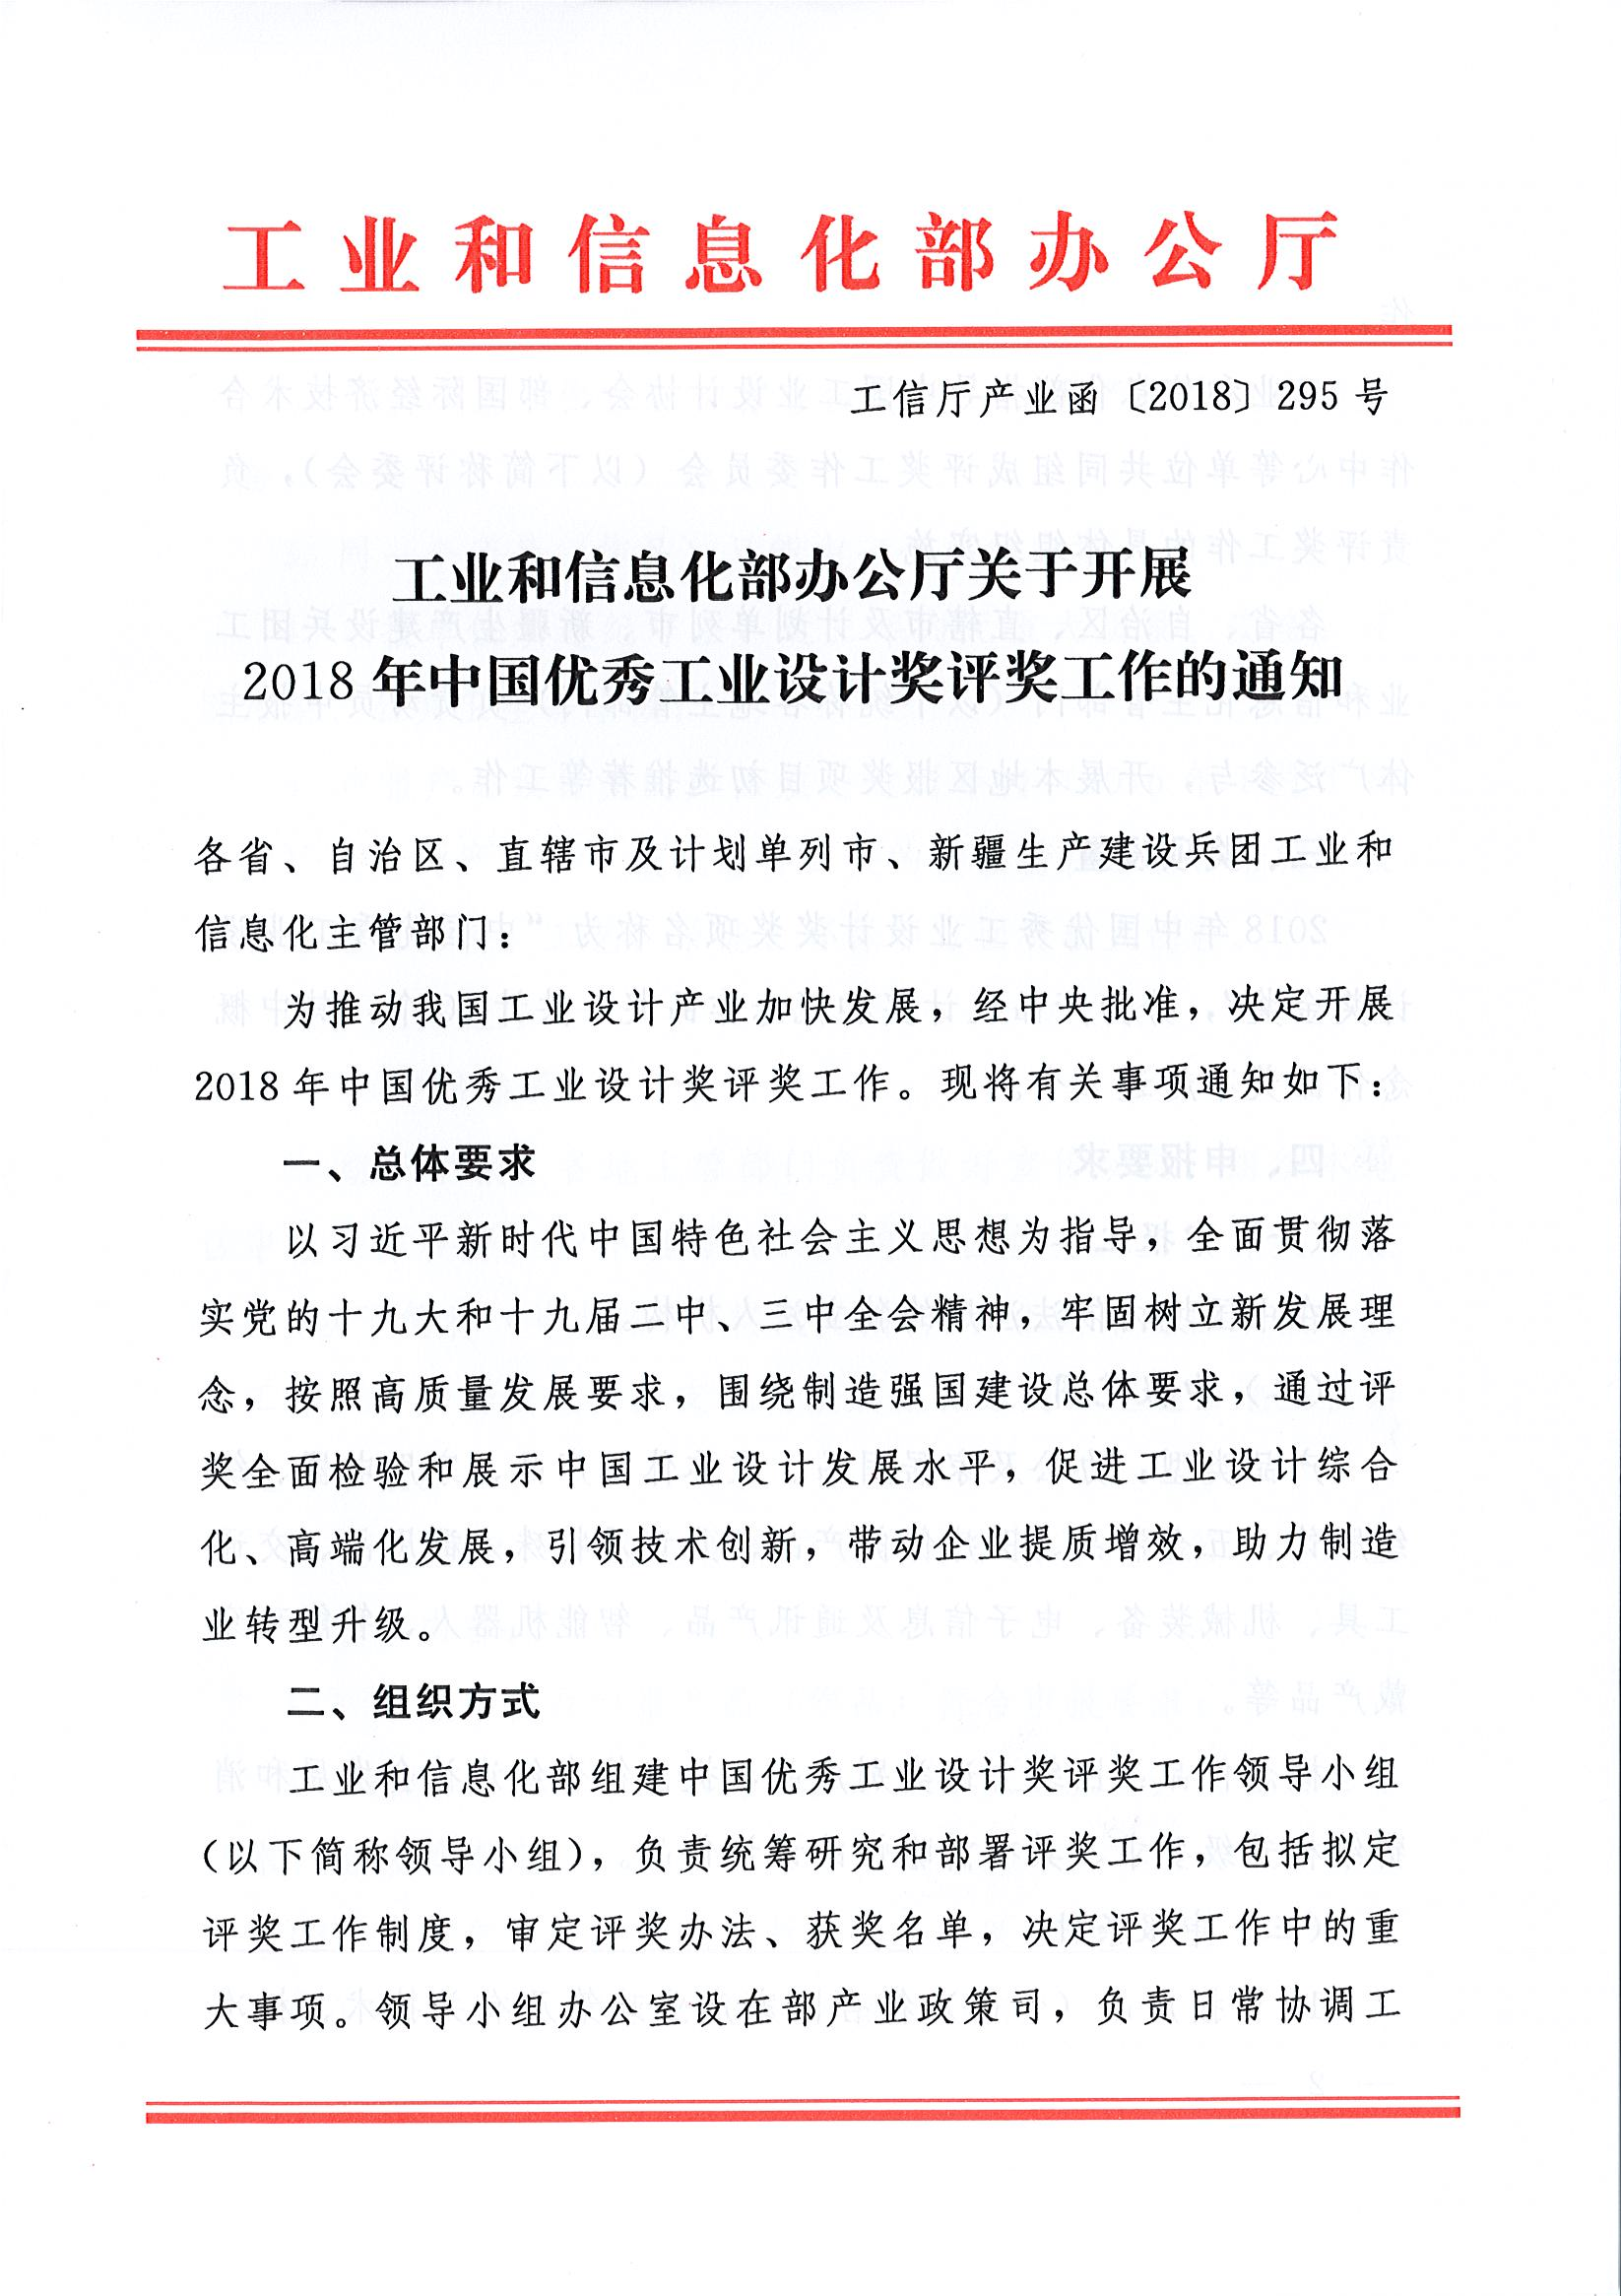 工业和信息化部办公厅
工信厅产业函〔2018〕295号
工业和信息化部办公厅关于开展
2018年中国优秀工业设计奖评奖工作的通知
各省、自治区、直辖市及计划单列市、新疆生产建设兵团工业和
信息化主管部门：
为推动我国工业设计产业加快发展，经中央批准，决定开展
2018年中国优秀工业设计奖评奖工作。现将有关事项通知如下：
一、总体要求
以习近平新时代中国特色社会主义思想为指导，全面贯彻落
实党的十九大和十九届二中、三中全会精神，牢固树立新发展理
念，按照高质量发展要求，围绕制造强国建设总体要求，通过评
奖全面检验和展示中国工业设计发展水平，促进工业设计综合
化、高端化发展，引领技术创新，带动企业提质增效，助力制造
业转型升级。
二、组织方式
工业和信息化部组建中国优秀工业设计奖评奖工作领导小组
（以下简称领导小组），负责统筹研究和部署评奖工作，包括拟定
评奖工作制度，审定评奖办法、获奖名单，决定评奖工作中的重
大事项。领导小组办公室设在部产业政策司，负责日常协调工